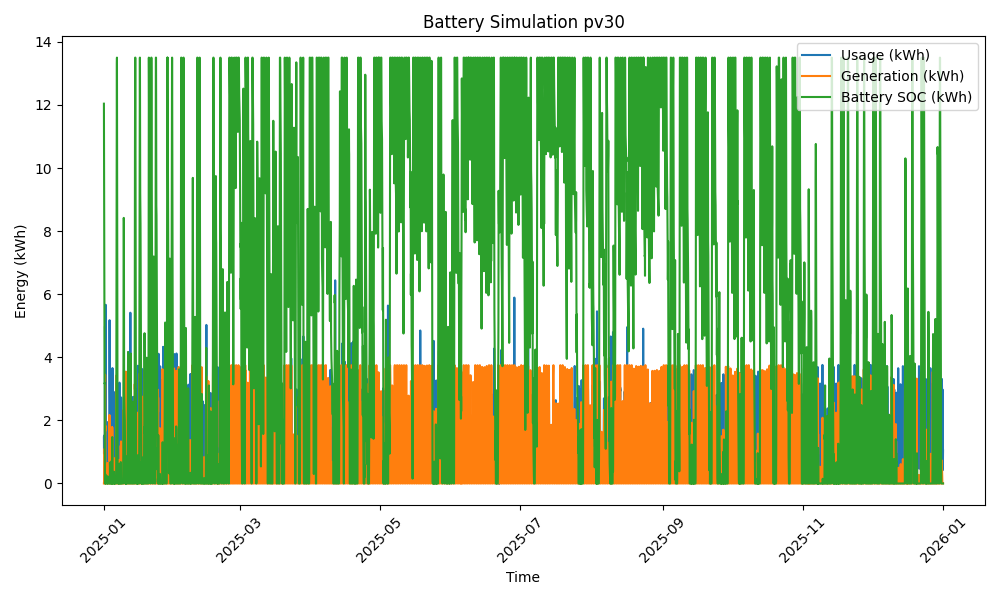 Battery Simulation pv30
Energy (kWh)
14
12
10
8
6
4
2
0
Usage (kWh)
Generation (kWh)
Battery SOC (kWh)
2025-01
2025-03
2025-05
2025-07
2025-09
2025-11
2026-01
Time